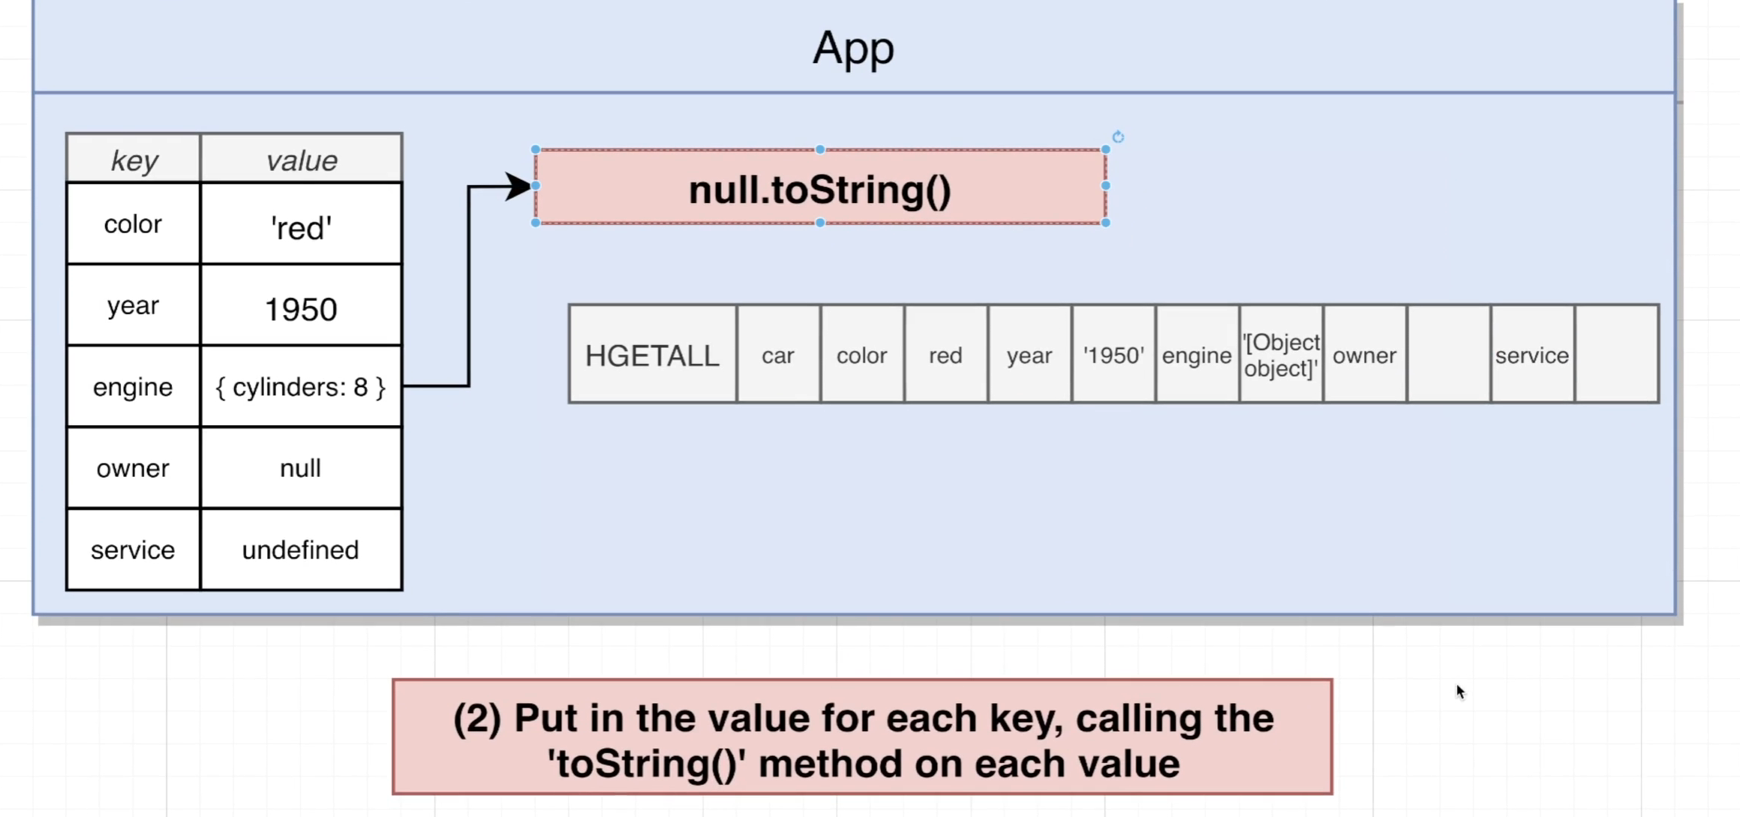 App
key value
color 'red'
year 1950
engine { cylinders: 8 }
owner null
service undefined
null.toString()
HGETALL car color red year '1950' engine '[Object object]' owner service
(2) Put in the value for each key, calling the
'toString()' method on each value